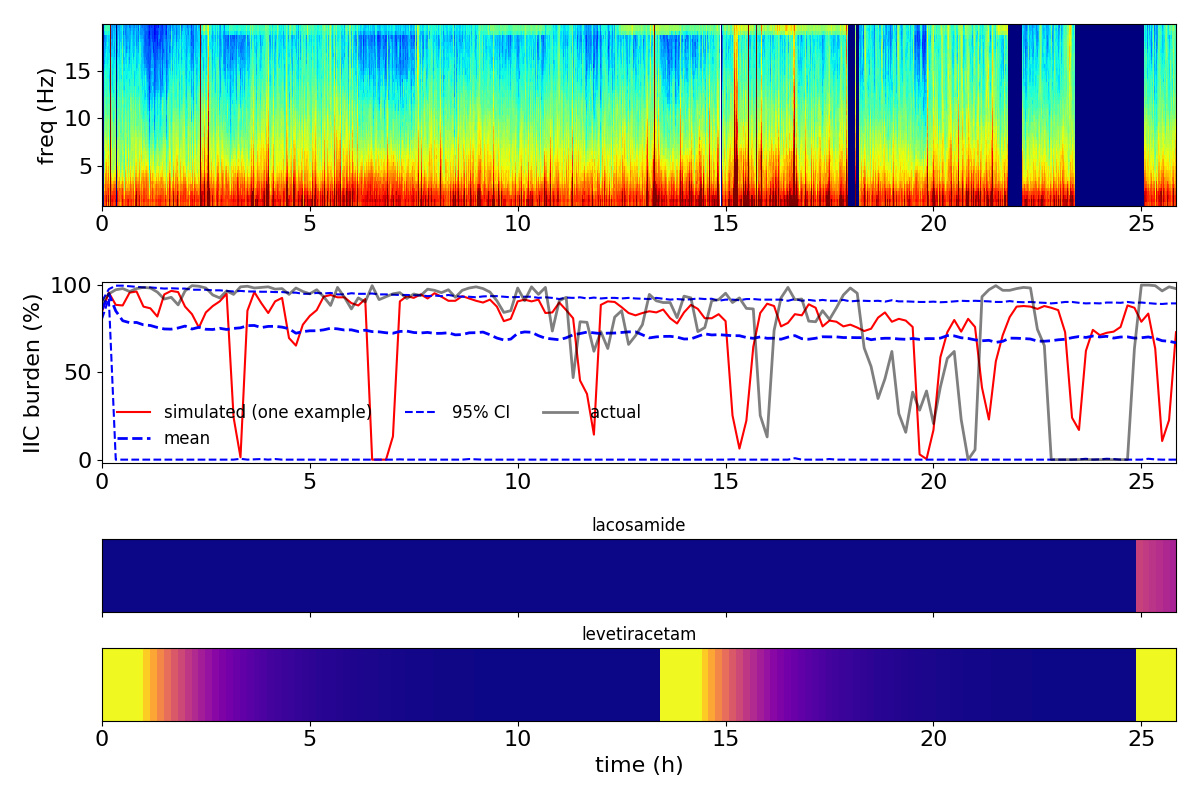 freq (Hz)
15
10
5
0 5 10 15 20 25
IIC burden (%)
100
50
0
simulated (one example) 95% CI actual
mean
0 5 10 15 20 25
lacosamide
levetiracetam
0 5 10 15 20 25
time (h)